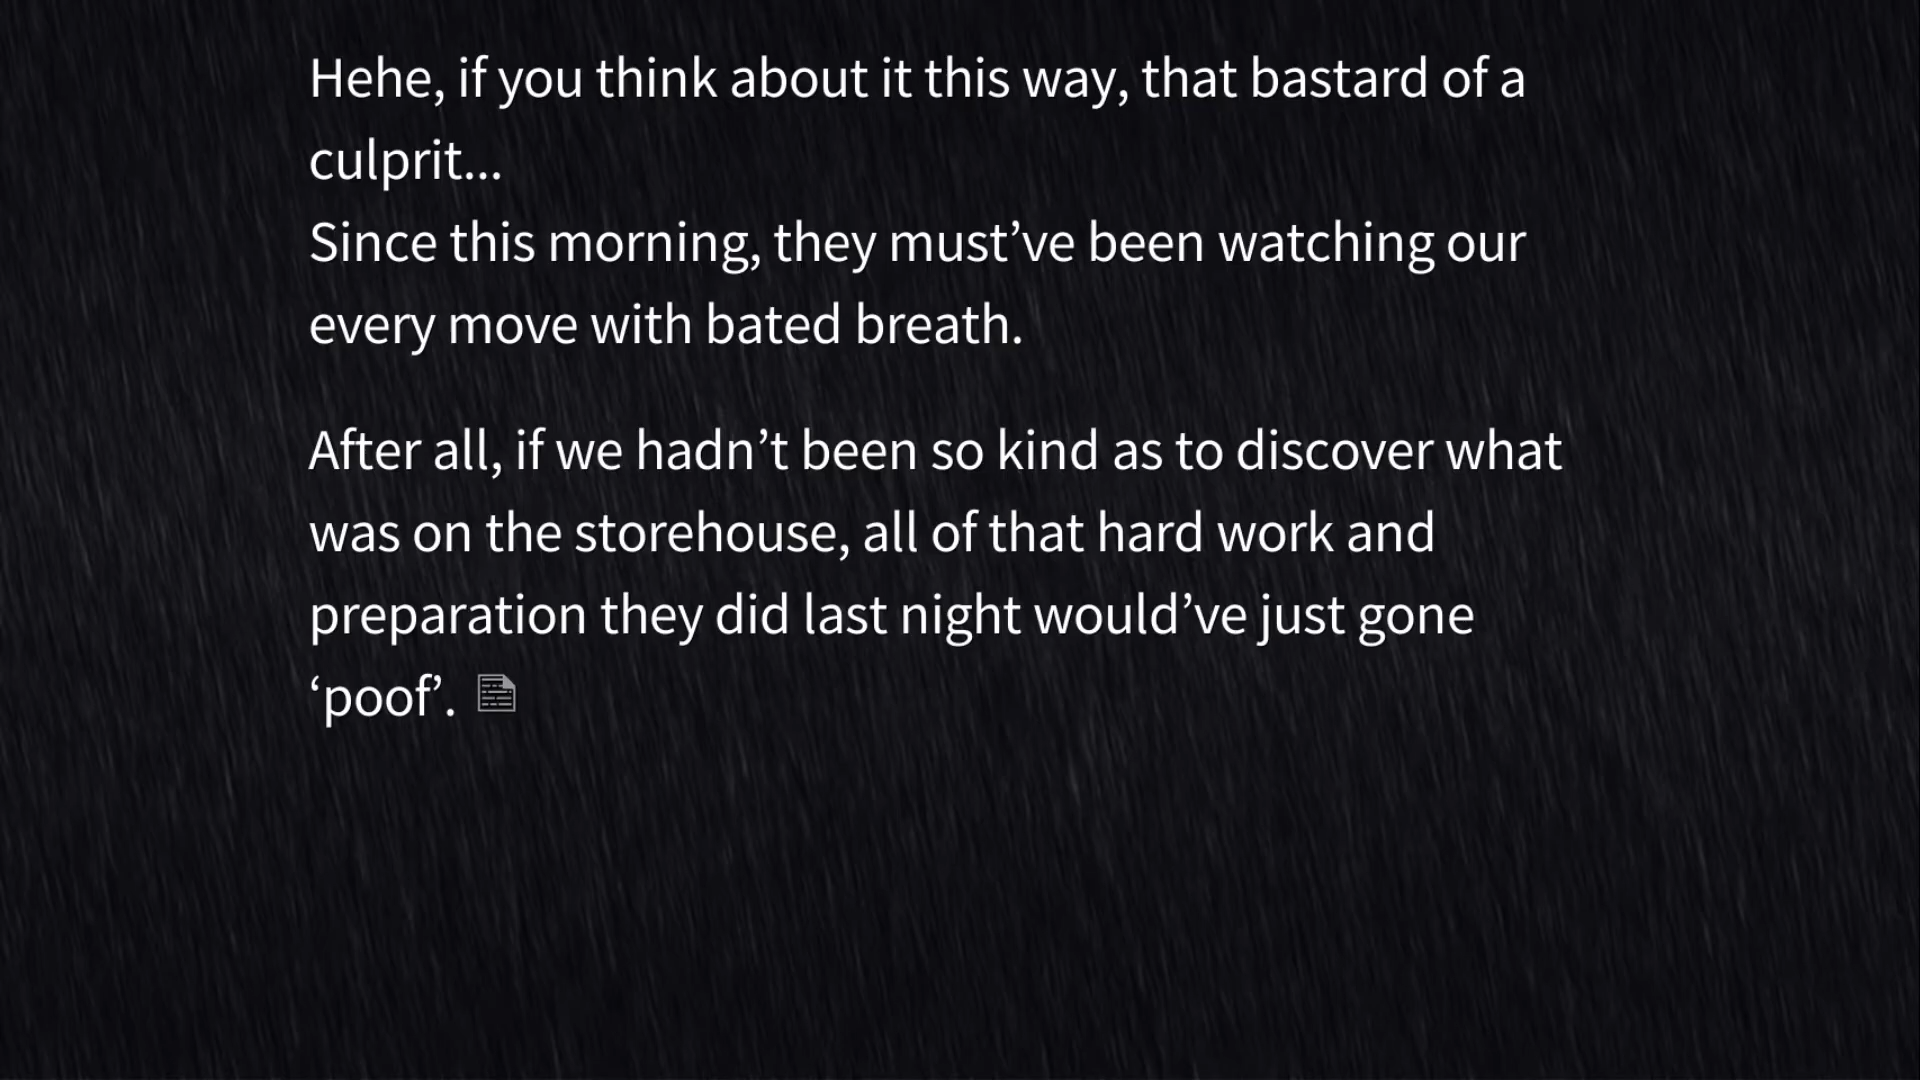 Hehe, if you think about it this way, that bastard of a
culprit...
Since this morning, they must’ve been watching our
every move with bated breath.
After all, if we hadn’t been so kind as to discover what
was on the storehouse, all of that hard work and
preparation they did last night would’ve just gone
‘poof’.